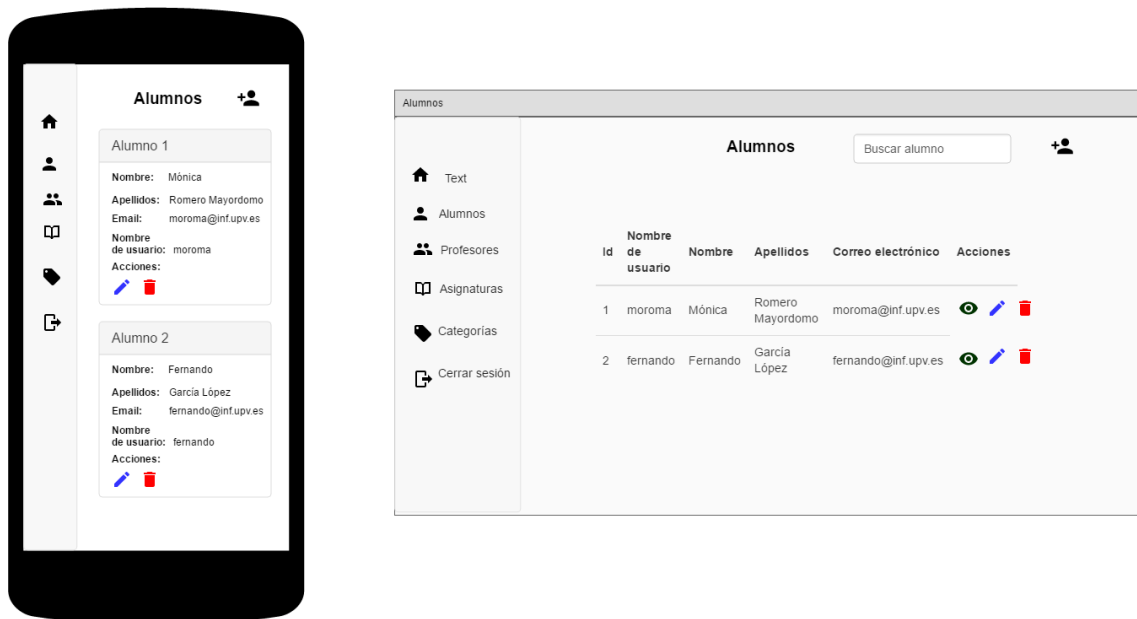 Alumnos
Alumno 1
Nombre: Mónica
Apellidos: Romero Mayordomo
Email: moroma@inf.upv.es
Nombre
de usuario: moroma
Acciones:
Alumno 2
Nombre: Fernando
Apellidos: García López
Email: fernando@inf.upv.es
Nombre
de usuario: fernando
Acciones:
Alumnos
Text
Alumnos
Profesores
Asignaturas
Categorías
Cerrar sesión
Alumnos Buscar alumno
Id Nombre de usuario Nombre Apellidos Correo electrónico Acciones
1 moroma Mónica Romero Mayordomo moroma@inf.upv.es
2 fernando Fernando García López fernando@inf.upv.es